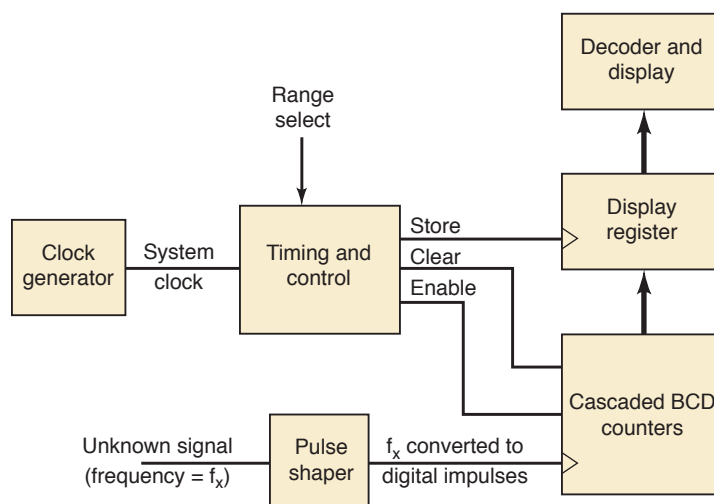 Decoder and
display
Range
select
Display
register
Clock
generator
System
clock
Timing and
control
Store
Clear
Enable
Cascaded BCD
counters
Unknown signal
(frequency = fx)
Pulse
shaper
fx converted to
digital impulses